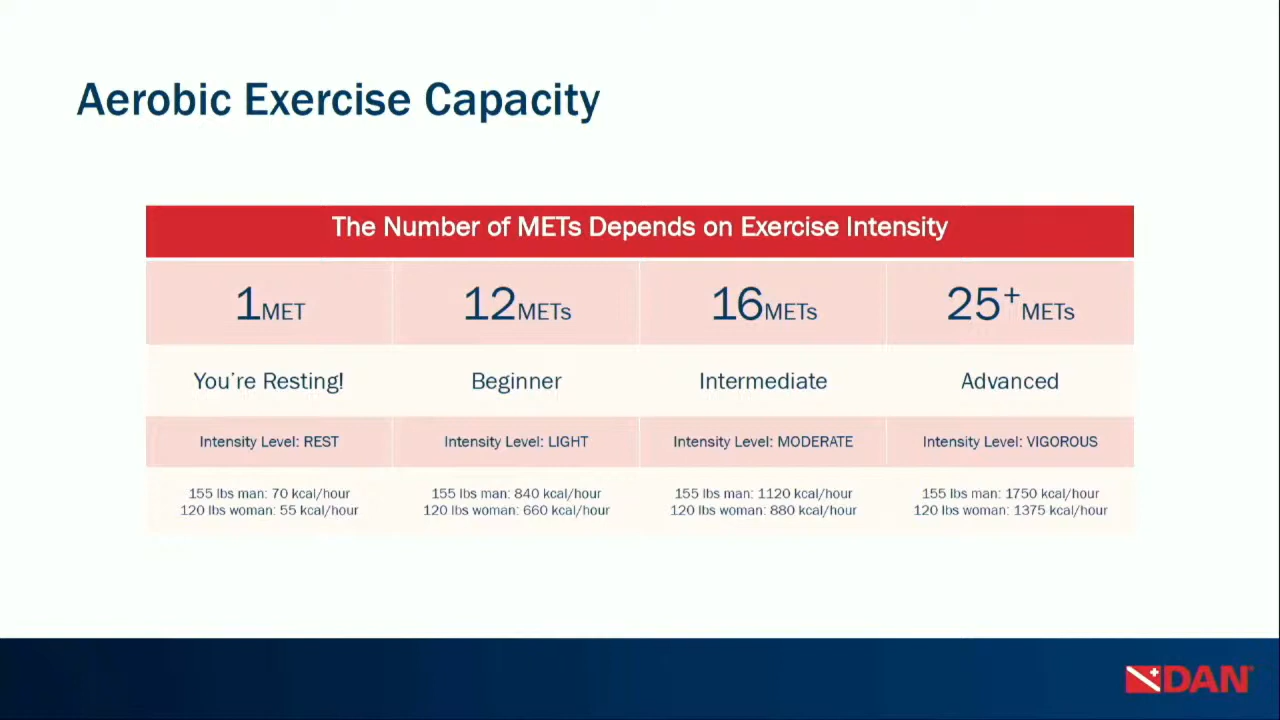 Aerobic Exercise Capacity
The Number of METs Depends on Exercise Intensity
1MET 12METs 16METs 25+METs
You're Resting! Beginner Intermediate Advanced
Intensity Level: REST Intensity Level: LIGHT Intensity Level: MODERATE Intensity Level: VIGOROUS
155 lbs man: 70 kcal/hour 155 lbs man: 840 kcal/hour 155 lbs man: 1120 kcal/hour 155 lbs man: 1750 kcal/hour
120 lbs woman: 55 kcal/hour 120 lbs woman: 660 kcal/hour 120 lbs woman: 880 kcal/hour 120 lbs woman: 1375 kcal/hour
DAN